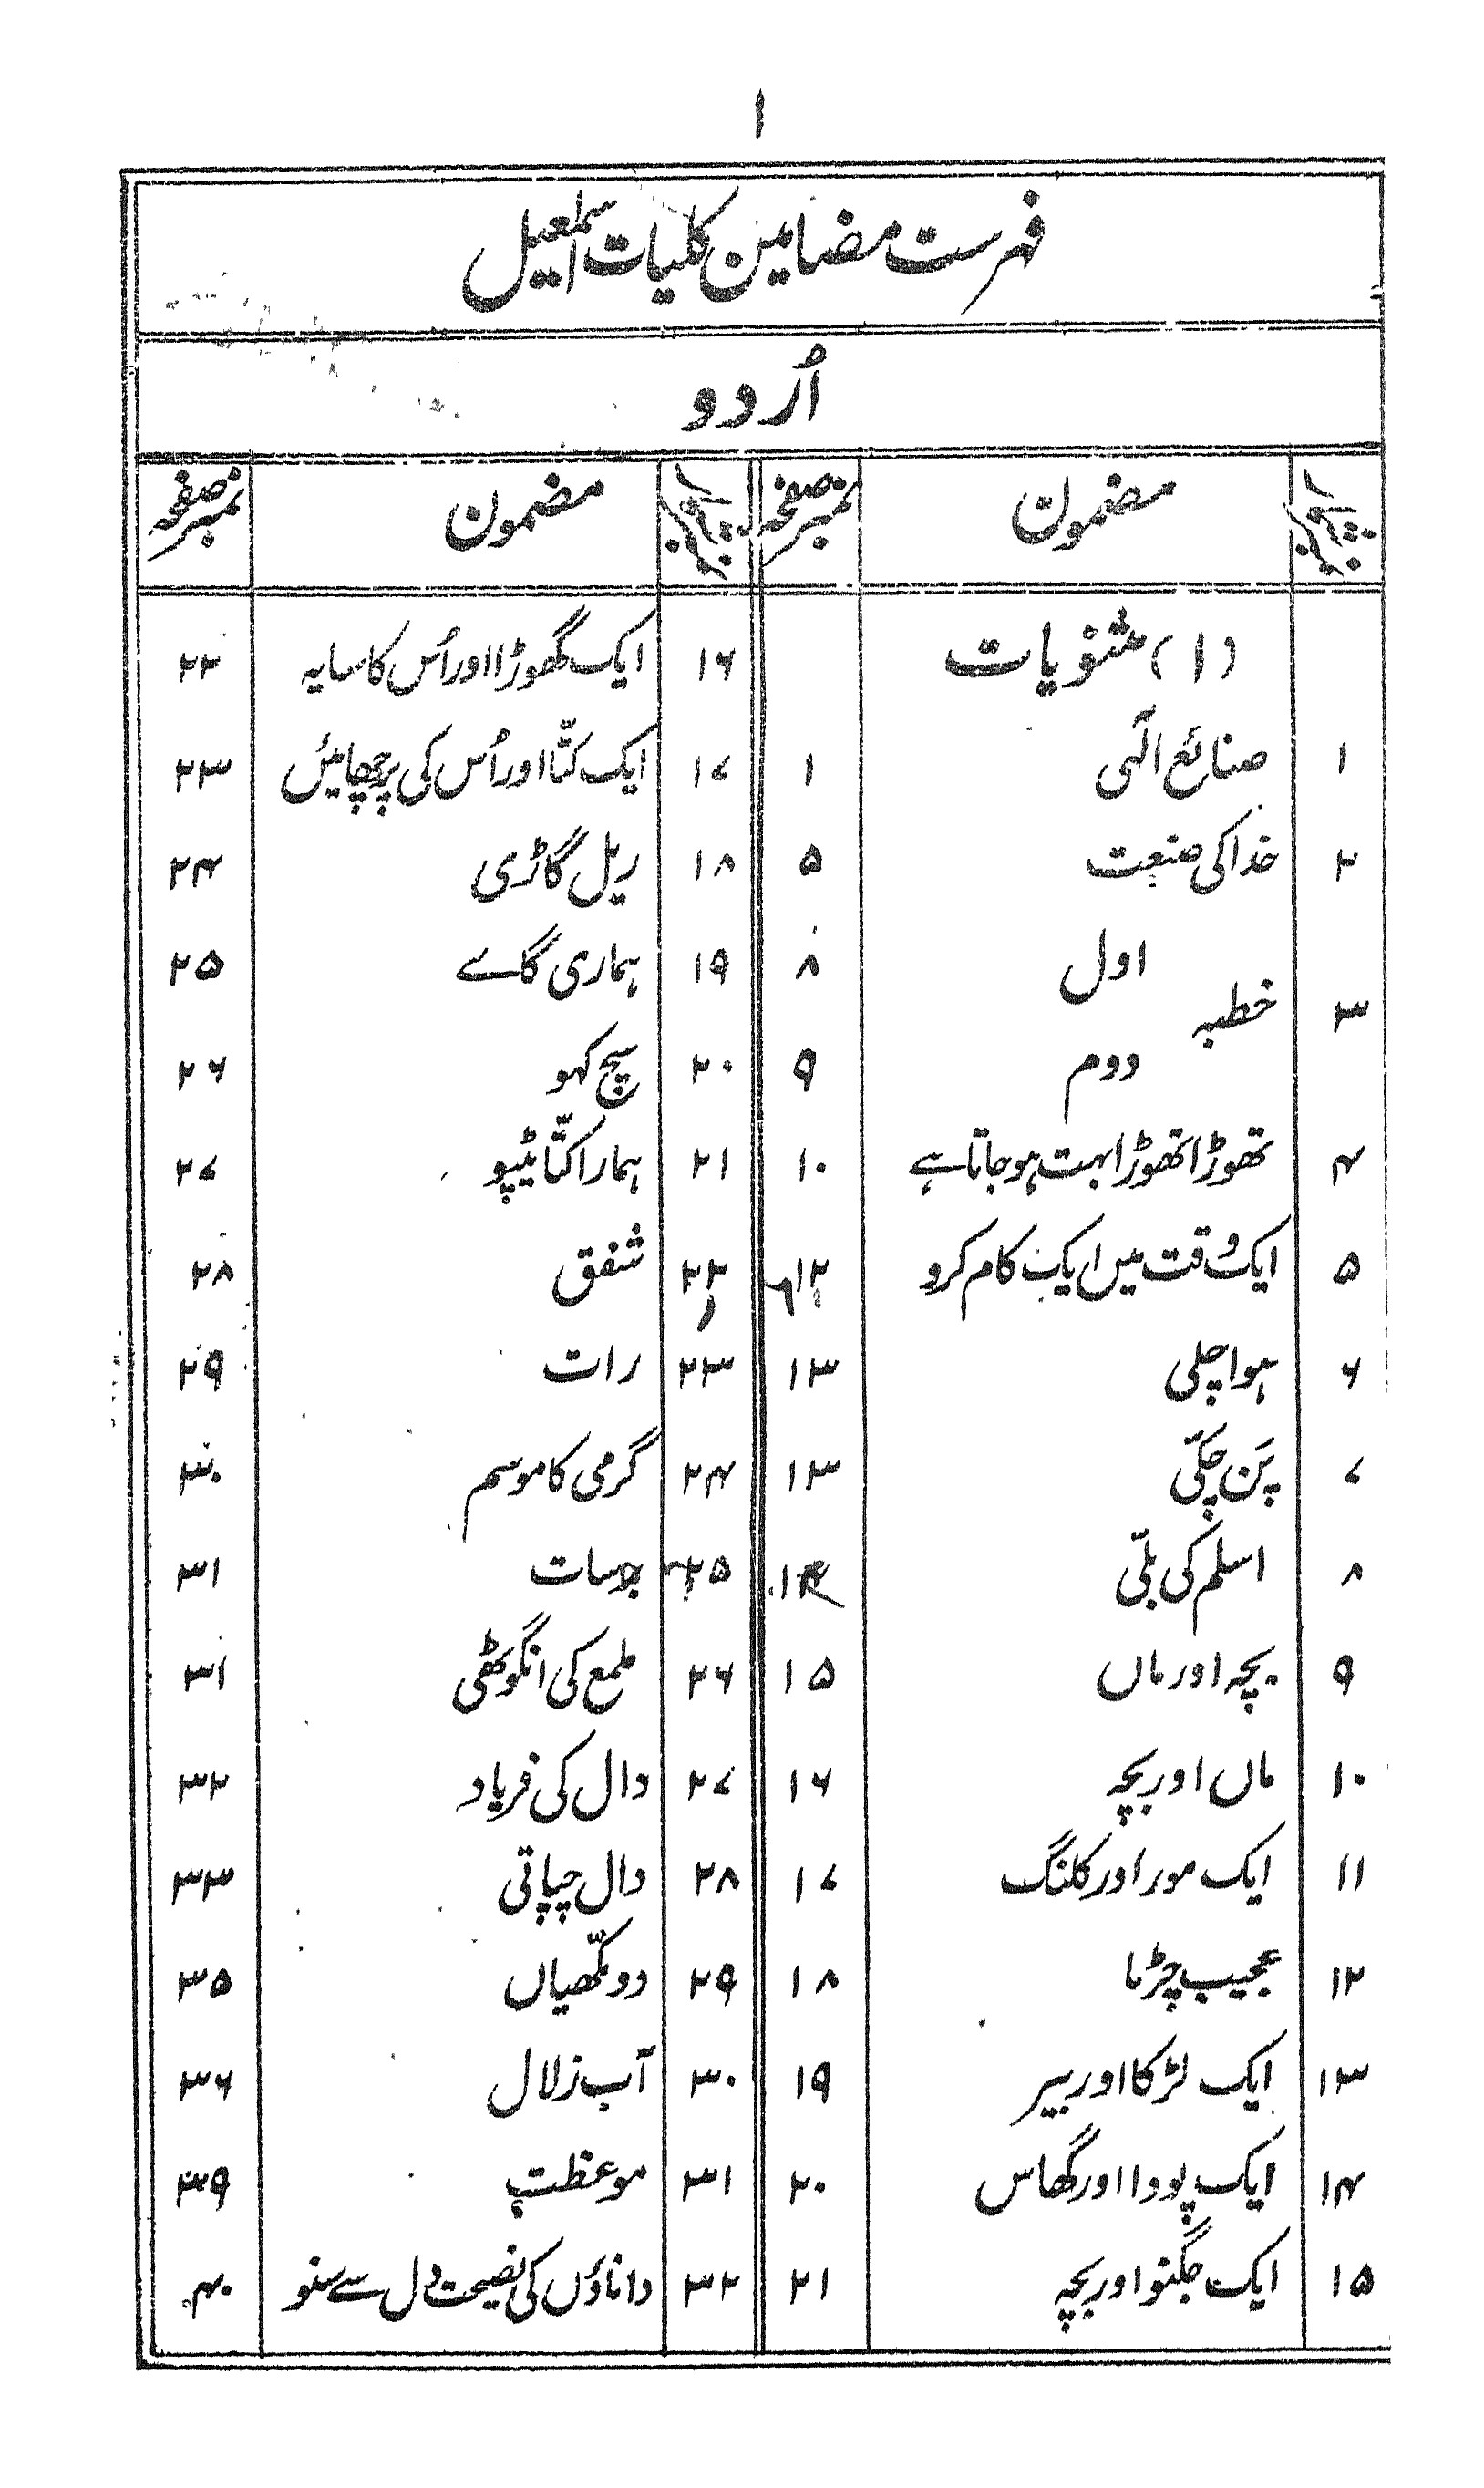 ۱
فہرست مضامین کلیات اسمٰعیل
اُردو
نمبر شمار مضمون نمبر صفحہ نمبر شمار مضمون نمبر صفحہ
(۱) مثنویات
۱ صنائع الٰہی ۱
۲ خدا کی صنعت ۵
۳ خطبہ اول ۸
دوم ۹
۴ تھوڑا تھوڑا بہت ہو جاتا ہے ۱۰
۵ ایک وقت میں ایک کام کرو ۱۲
۶ ہوا چلی ۱۳
۷ پَن چکّی ۱۳
۸ اسلم کی بلّی ۱۴
۹ بچہ اور ماں ۱۵
۱۰ ماں اور بچہ ۱۶
۱۱ ایک مور اور کلنگ ۱۷
۱۲ عجیب چڑیا ۱۸
۱۳ ایک لڑکا اور بیر ۱۹
۱۴ ایک پودا اور گھاس ۲۰
۱۵ ایک جگنو اور بچہ ۲۱
۱۶ ایک گھوڑا اور اُس کا سایہ ۲۲
۱۷ ایک کتّا اور اُس کی پرچھائیں ۲۳
۱۸ ریل گاڑی ۲۴
۱۹ ہماری گاے ۲۵
۲۰ سچ کہو ۲۶
۲۱ ہمارا کتّا ٹیپو ۲۷
۲۲ شفق ۲۸
۲۳ رات ۲۹
۲۴ گرمی کا موسم ۳۰
۲۵ برسات ۳۱
۲۶ ملمع کی انگوٹھی ۳۱
۲۷ دال کی فریاد ۳۲
۲۸ دال چپاتی ۳۳
۲۹ دو مکّھیاں ۳۵
۳۰ آب زلال ۳۶
۳۱ موعظت ۳۹
۳۲ داناؤں کی نصیحت دل سے سنو ۴۰